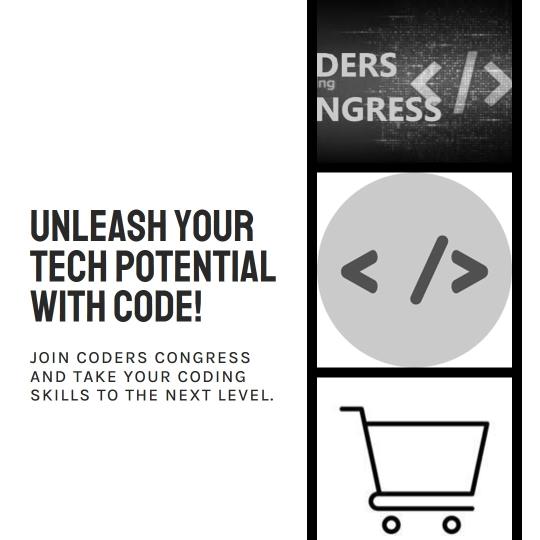 UNLEASH YOUR
TECH POTENTIAL
WITH CODE!
JOIN CODERS CONGRESS
AND TAKE YOUR CODING
SKILLS TO THE NEXT LEVEL.
DERS
ng
NGRESS
</>
< / >